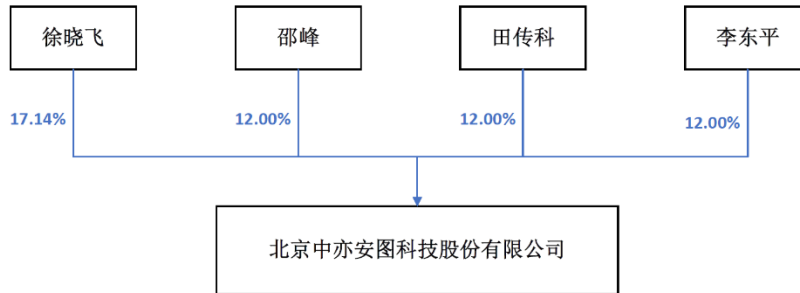 徐晓飞
邵峰
田传科
李东平
17.14%
12.00%
12.00%
12.00%
北京中亦安图科技股份有限公司